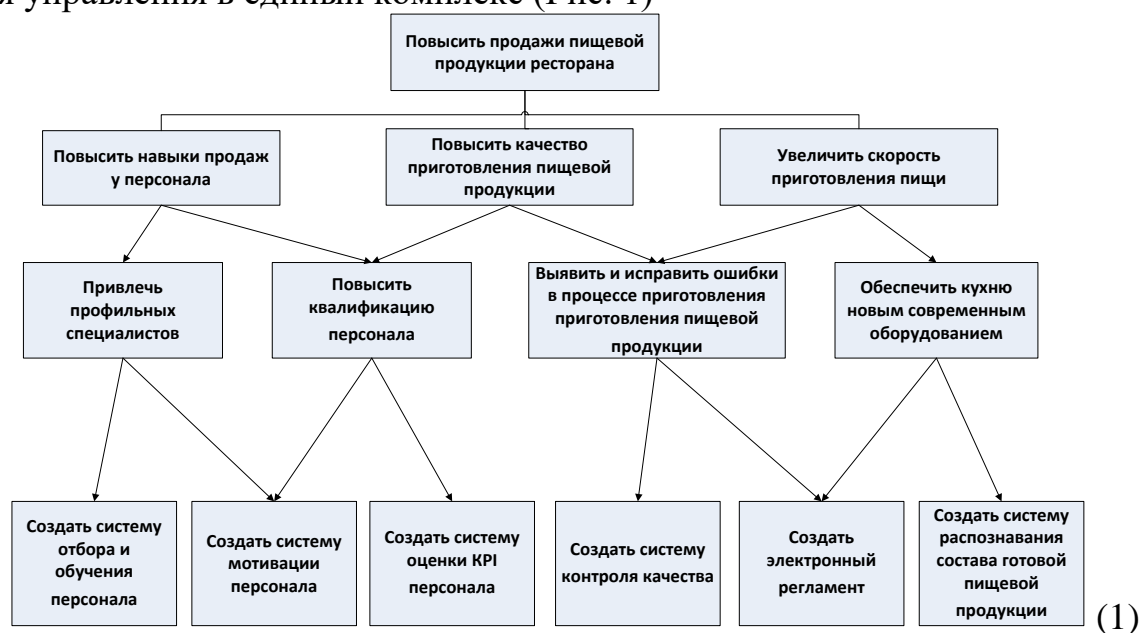 я управления в единый комплекс (Рис. 1)
Повысить продажи пищевой
продукции ресторана
Повысить навыки продаж
у персонала
Повысить качество
приготовления пищевой
продукции
Увеличить скорость
приготовления пищи
Привлечь
профильных
специалистов
Повысить
квалификацию
персонала
Выявить и исправить ошибки
в процессе приготовления
приготовления пищевой
продукции
Обеспечить кухню
новым современным
оборудованием
Создать систему
отбора и
обучения
персонала
Создать систему
мотивации
персонала
Создать систему
оценки KPI
персонала
Создать систему
контроля качества
Создать
электронный
регламент
Создать систему
распознавания
состава готовой
пищевой
продукции
(1)